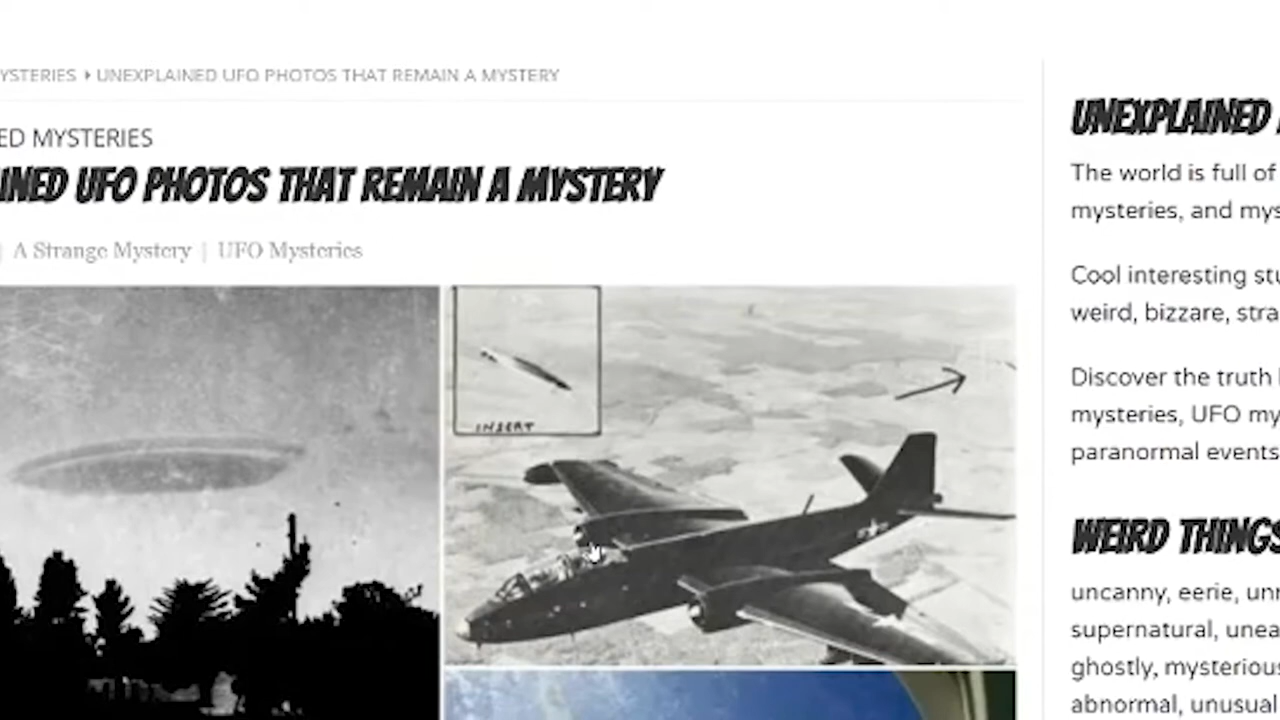 YSTERIES ▸ UNEXPLAINED UFO PHOTOS THAT REMAIN A MYSTERY
ED MYSTERIES
INED UFO PHOTOS THAT REMAIN A MYSTERY
| A Strange Mystery | UFO Mysteries
INSERT
UNEXPLAINED
The world is full of
mysteries, and mys
Cool interesting stu
weird, bizzare, stra
Discover the truth
mysteries, UFO my
paranormal events
WEIRD THINGS
uncanny, eerie, unn
supernatural, unea
ghostly, mysterious
abnormal, unusual